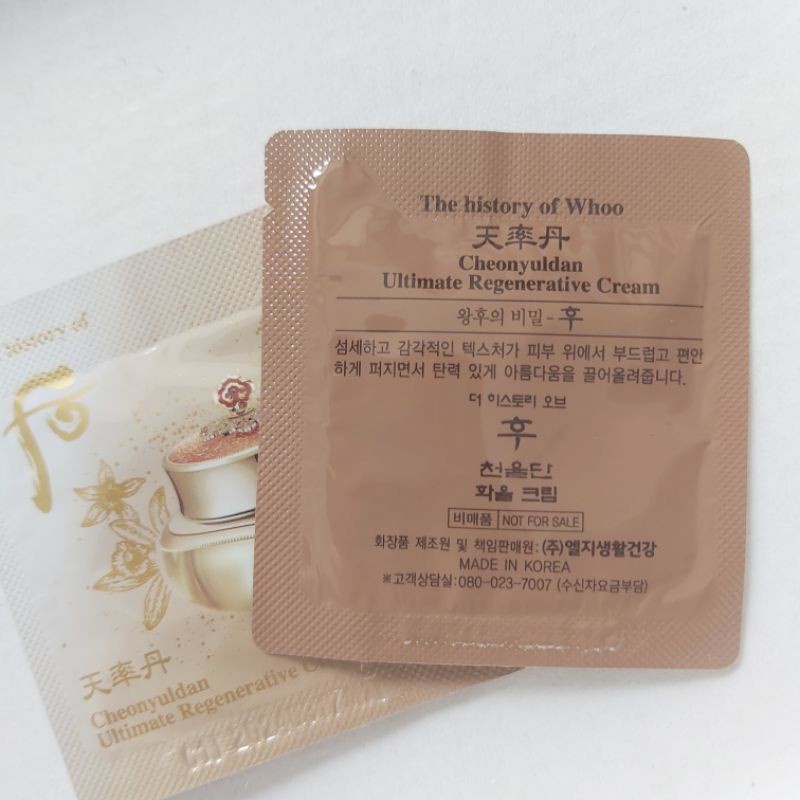 The history of Whoo
天率丹
Cheonyuldan
Ultimate Regenerative Cream
왕후의 비밀 - 후
섬세하고 감각적인 텍스처가 피부 위에서 부드럽고 편안
하게 퍼지면서 탄력 있게 아름다움을 끌어올려줍니다.
더 히스토리 오브
후
천율단
화율 크림
비매품 NOT FOR SALE
화장품 제조원 및 책임판매원: (주)엘지생활건강
MADE IN KOREA
※고객상담실:080-023-7007 (수신자요금부담)
history of
후
天率丹
Cheonyuldan
Ultimate Regenerative C